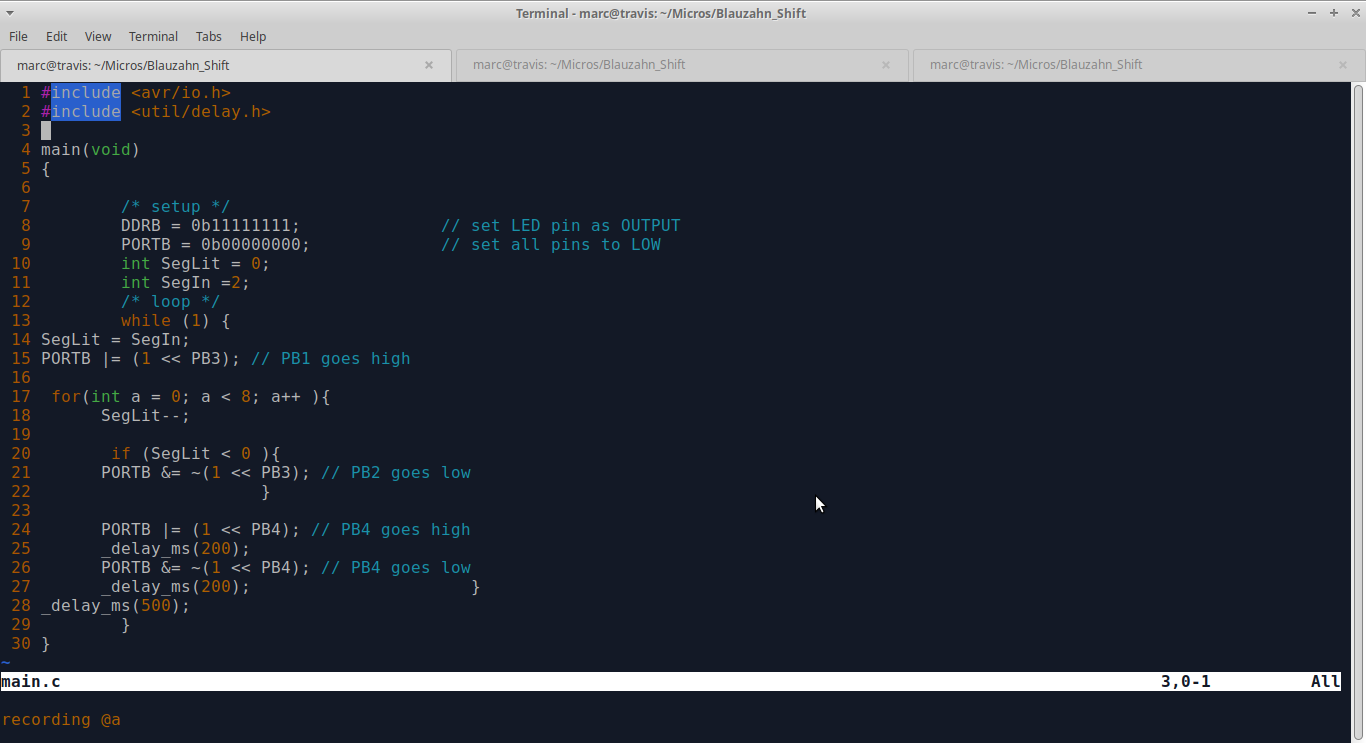 Terminal - marc@travis: ~/Micros/Blauzahn_Shift
File Edit View Terminal Tabs Help
marc@travis: ~/Micros/Blauzahn_Shift marc@travis: ~/Micros/Blauzahn_Shift marc@travis: ~/Micros/Blauzahn_Shift
1 #include <avr/io.h>
2 #include <util/delay.h>
3
4 main(void)
5 {
6
7         /* setup */
8         DDRB = 0b11111111;              // set LED pin as OUTPUT
9         PORTB = 0b00000000;             // set all pins to LOW
10         int SegLit = 0;
11         int SegIn =2;
12         /* loop */
13         while (1) {
14 SegLit = SegIn;
15 PORTB |= (1 << PB3); // PB1 goes high
16
17  for(int a = 0; a < 8; a++ ){
18       SegLit--;
19
20        if (SegLit < 0 ){
21       PORTB &= ~(1 << PB3); // PB2 goes low
22                       }
23
24       PORTB |= (1 << PB4); // PB4 goes high
25       _delay_ms(200);
26       PORTB &= ~(1 << PB4); // PB4 goes low
27       _delay_ms(200);                      }
28 _delay_ms(500);
29         }
30 }
~
main.c 3,0-1 All
recording @a